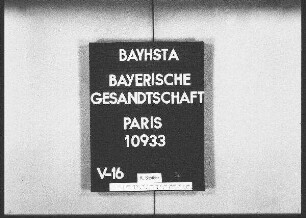 BAYHSTA
BAYERISCHE
GESANDTSCHAFT
PARIS
10933
V-16